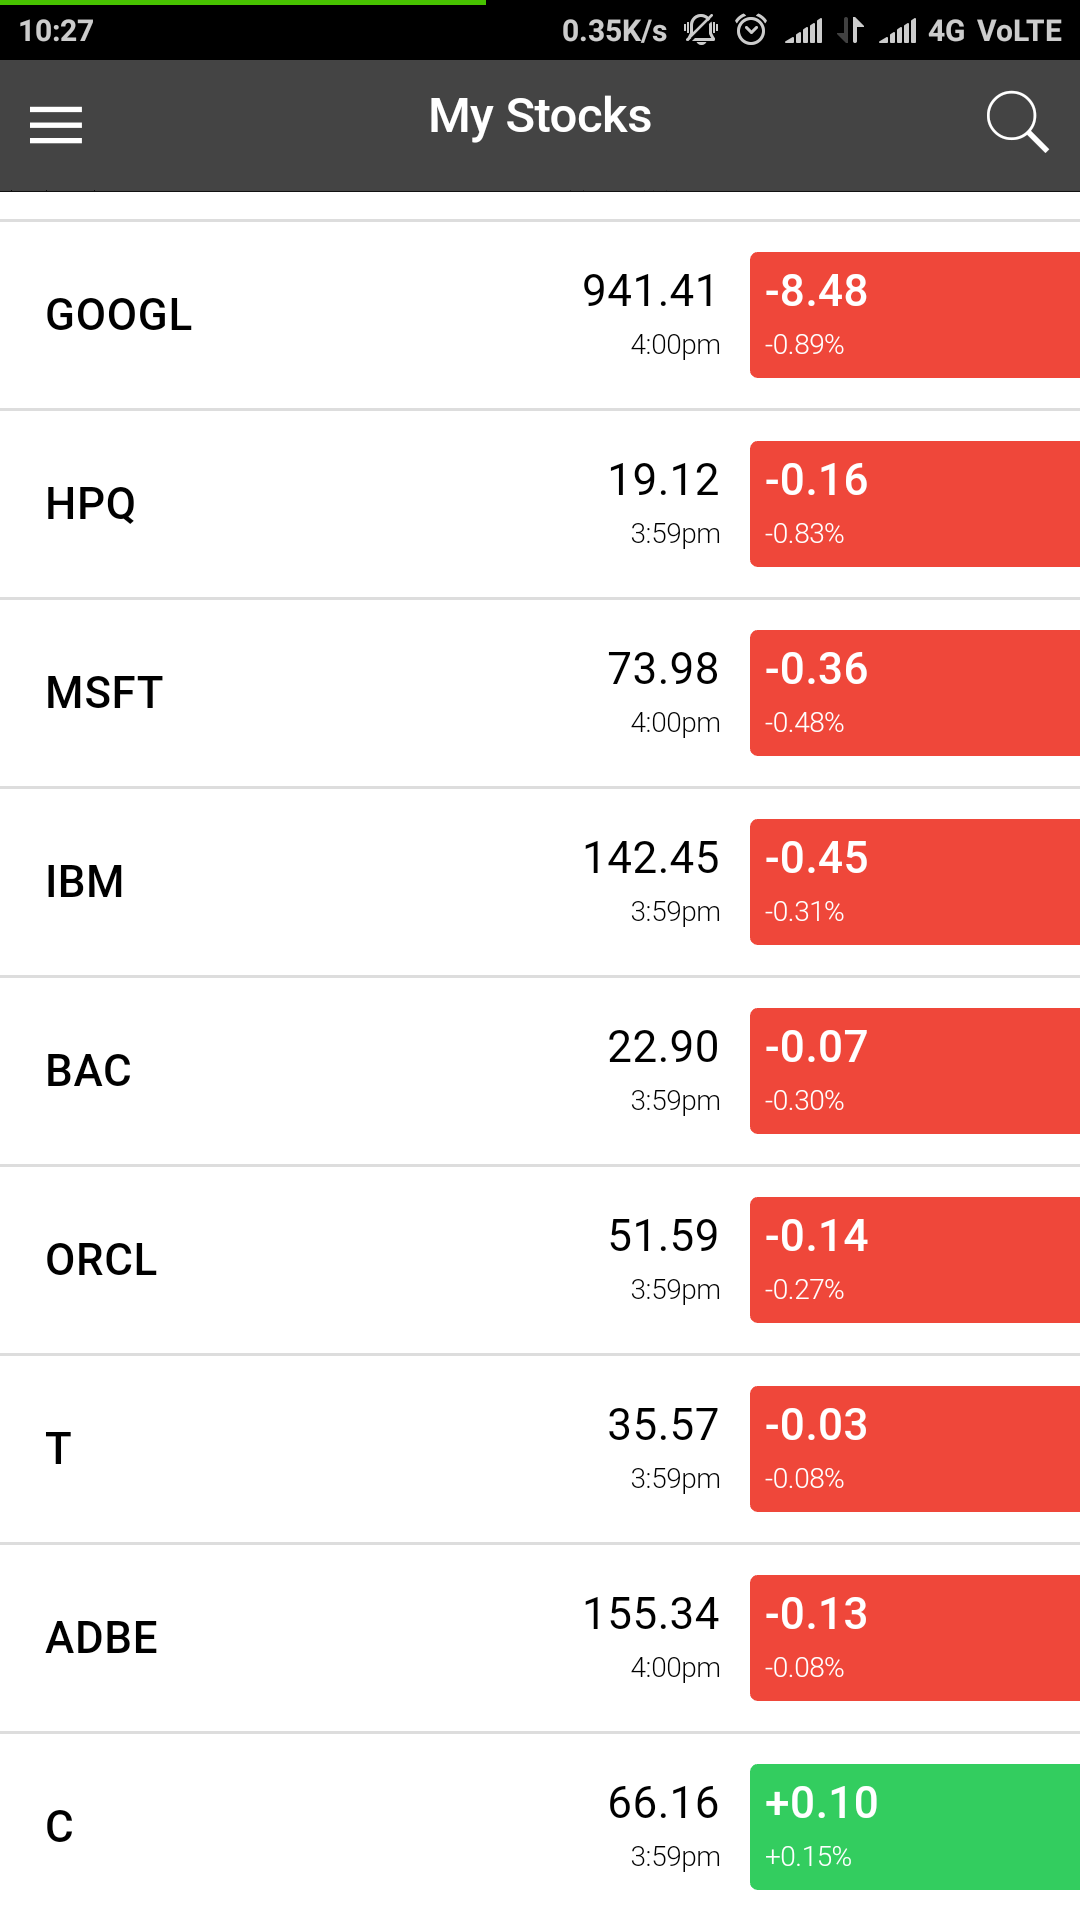 10:27 0.35K/s 4G VoLTE
My Stocks
GOOGL 941.41 -8.48
4:00pm -0.89%
HPQ 19.12 -0.16
3:59pm -0.83%
MSFT 73.98 -0.36
4:00pm -0.48%
IBM 142.45 -0.45
3:59pm -0.31%
BAC 22.90 -0.07
3:59pm -0.30%
ORCL 51.59 -0.14
3:59pm -0.27%
T 35.57 -0.03
3:59pm -0.08%
ADBE 155.34 -0.13
4:00pm -0.08%
C 66.16 +0.10
3:59pm +0.15%